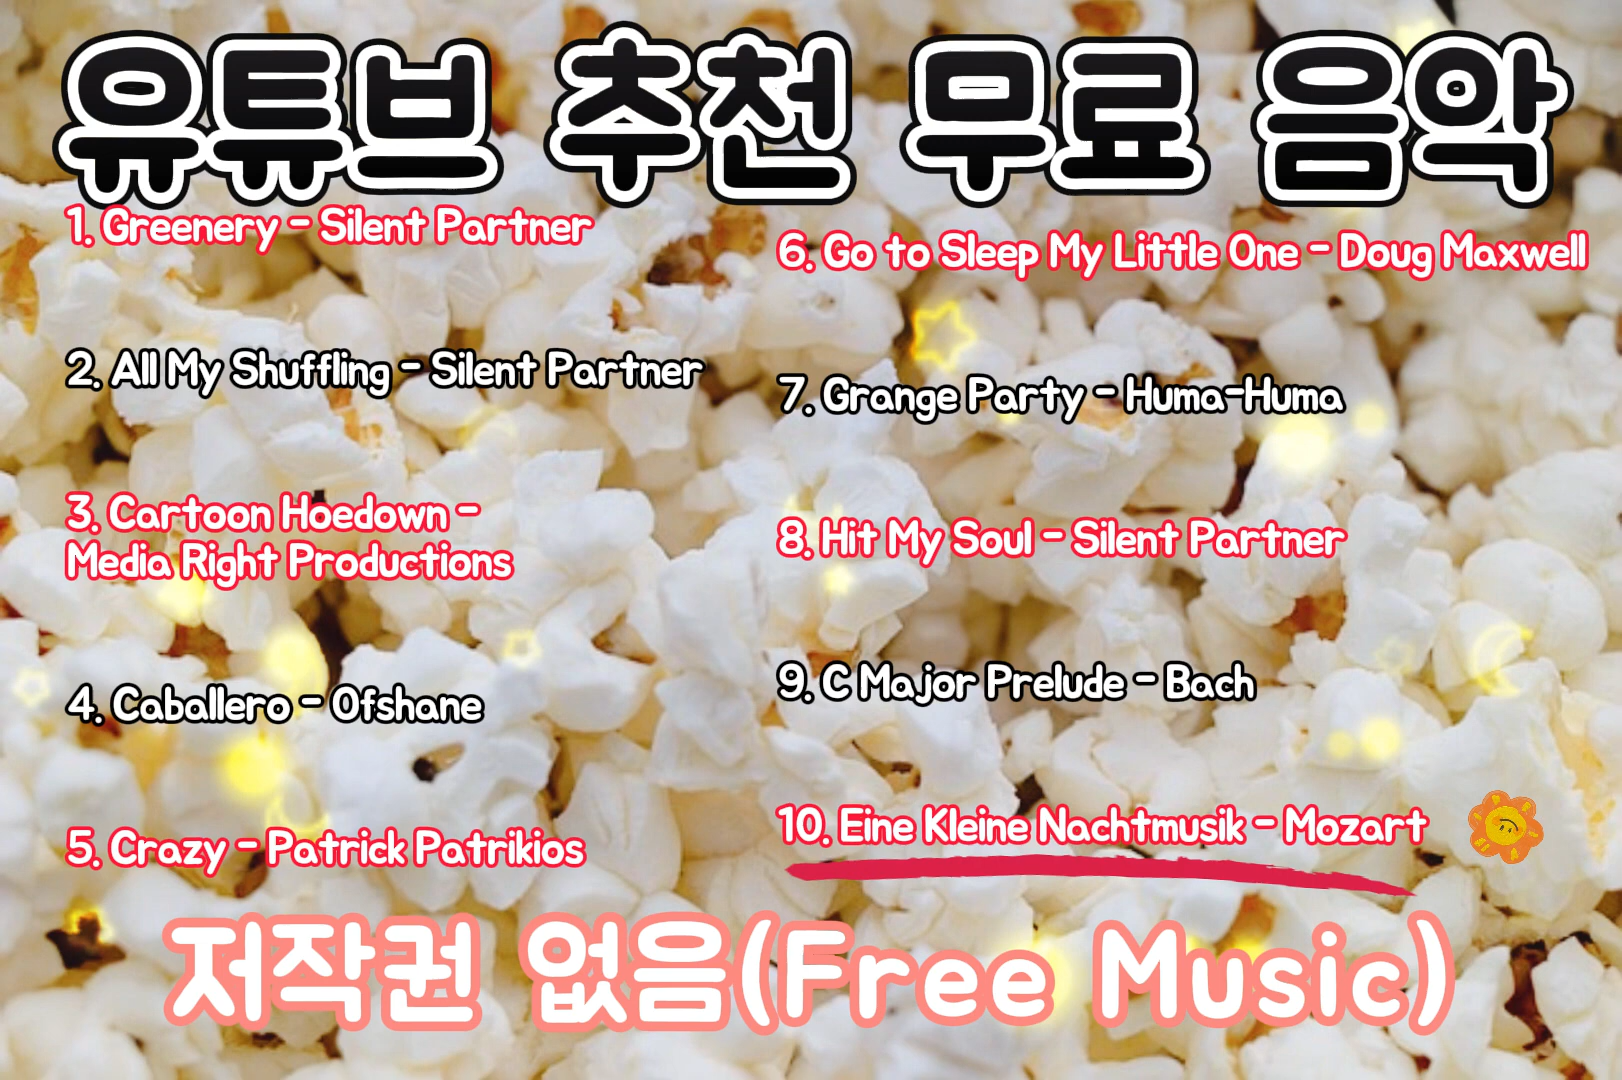 유튜브 추천 무료 음악
1. Greenery - Silent Partner
2. All My Shuffling - Silent Partner
3. Cartoon Hoedown -
Media Right Productions
4. Caballero - Ofshane
5. Crazy - Patrick Patrikios
6. Go to Sleep My Little One - Doug Maxwell
7. Grange Party - Huma-Huma
8. Hit My Soul - Silent Partner
9. C Major Prelude - Bach
10. Eine Kleine Nachtmusik - Mozart
저작권 없음(Free Music)